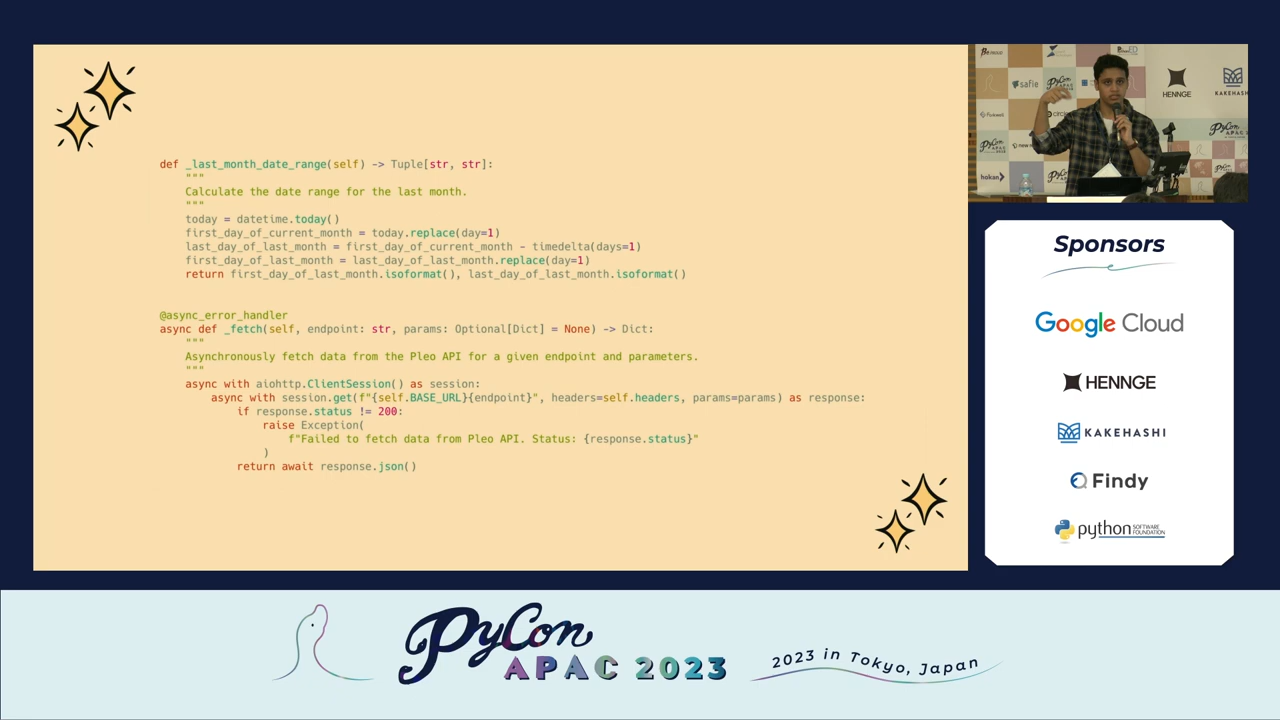 def _last_month_date_range(self) -> Tuple[str, str]:
"""
Calculate the date range for the last month.
"""
today = datetime.today()
first_day_of_current_month = today.replace(day=1)
last_day_of_last_month = first_day_of_current_month - timedelta(days=1)
first_day_of_last_month = last_day_of_last_month.replace(day=1)
return first_day_of_last_month.isoformat(), last_day_of_last_month.isoformat()
@async_error_handler
async def _fetch(self, endpoint: str, params: Optional[Dict] = None) -> Dict:
"""
Asynchronously fetch data from the Pleo API for a given endpoint and parameters.
"""
async with aiohttp.ClientSession() as session:
async with session.get(f"{self.BASE_URL}{endpoint}", headers=self.headers, params=params) as response:
if response.status != 200:
raise Exception(
f"Failed to fetch data from Pleo API. Status: {response.status}"
)
return await response.json()
safie
PyCon
HENNGE
KAKEHASHI
hokan
Sponsors
Google Cloud
HENNGE
KAKEHASHI
Findy
python SOFTWARE FOUNDATION
PyCon
APAC 2023
2023 in Tokyo, Japan